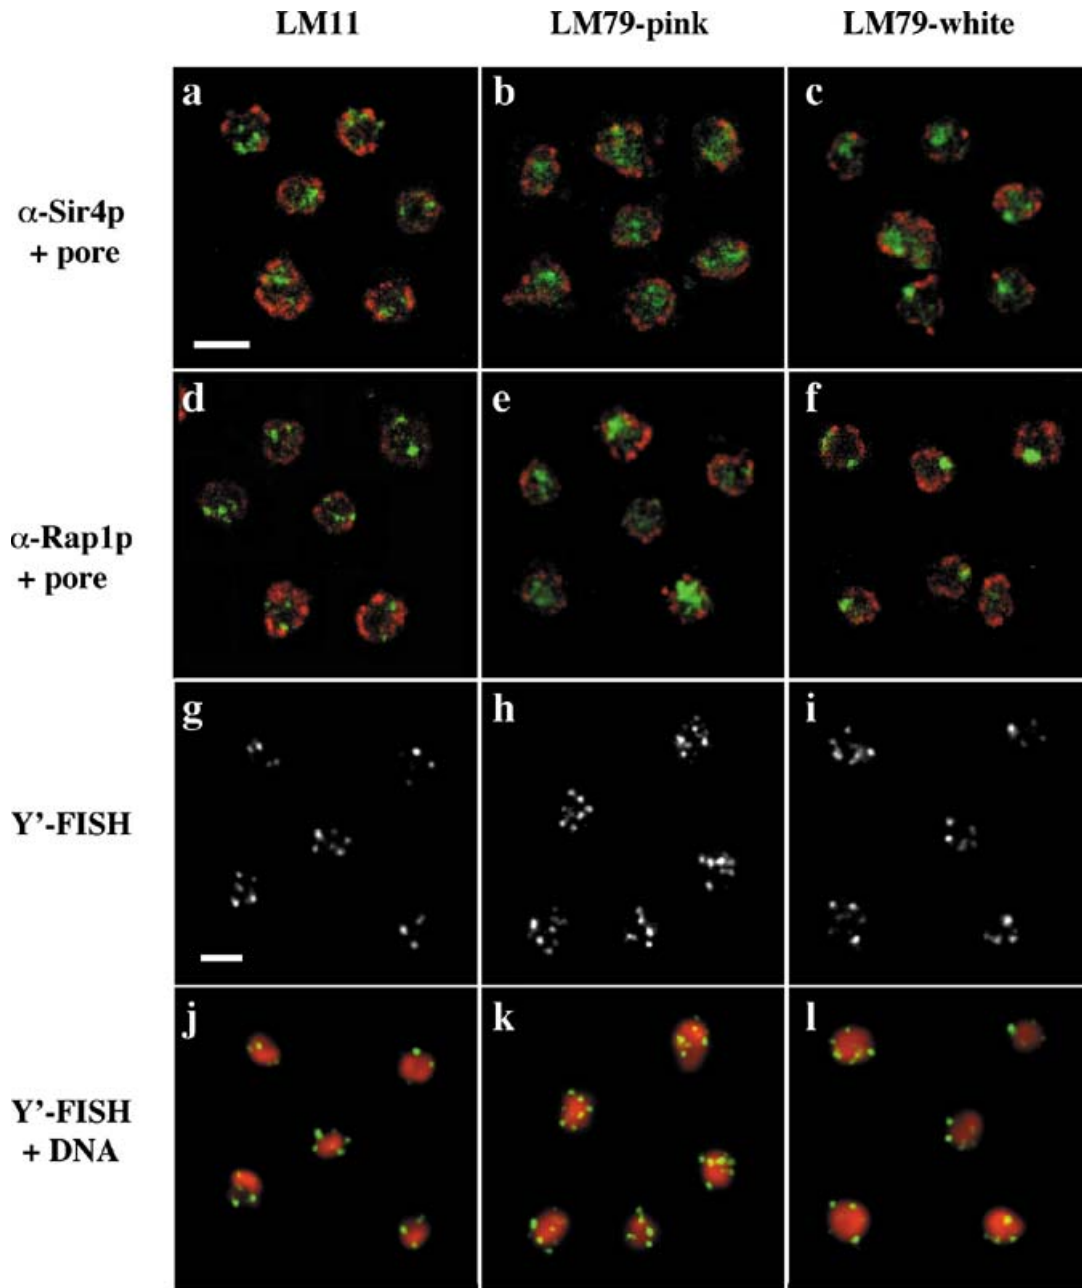 LM11 LM79-pink LM79-white
a b c
α-Sir4p
+ pore
d e f
α-Rap1p
+ pore
g h i
Y’-FISH
j k l
Y’-FISH
+ DNA